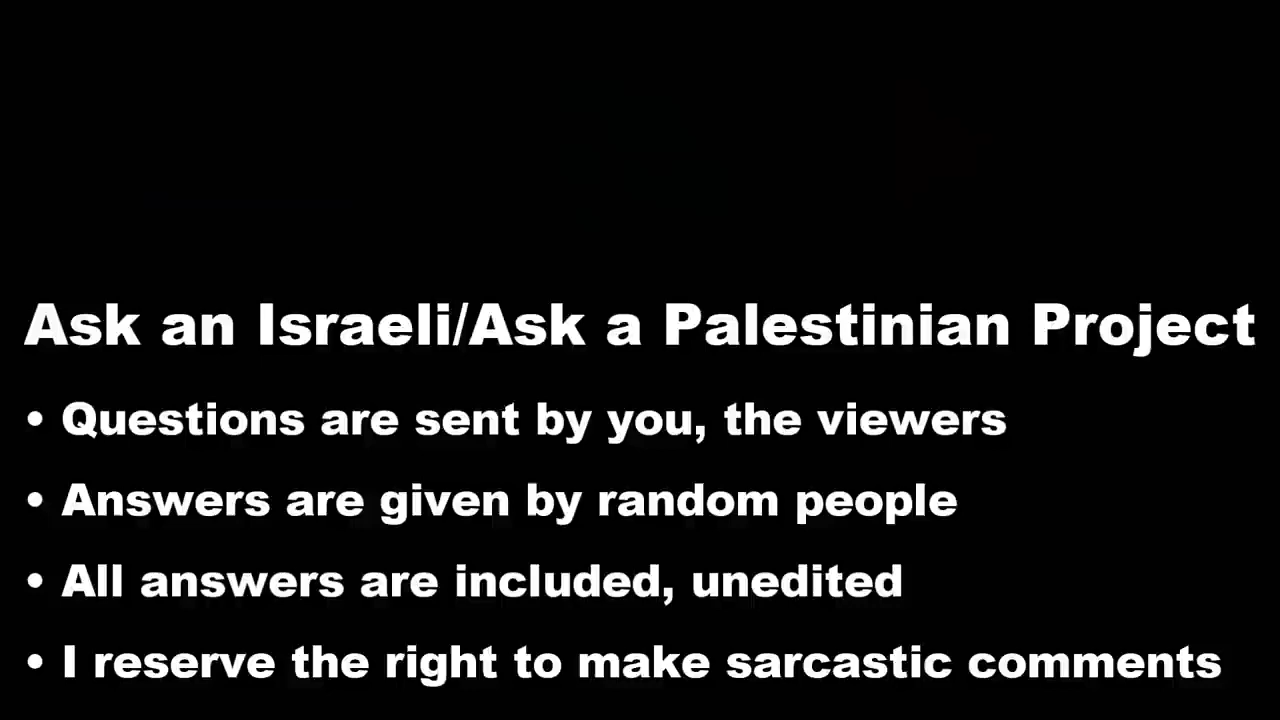 Ask an Israeli/Ask a Palestinian Project
• Questions are sent by you, the viewers
• Answers are given by random people
• All answers are included, unedited
• I reserve the right to make sarcastic comments